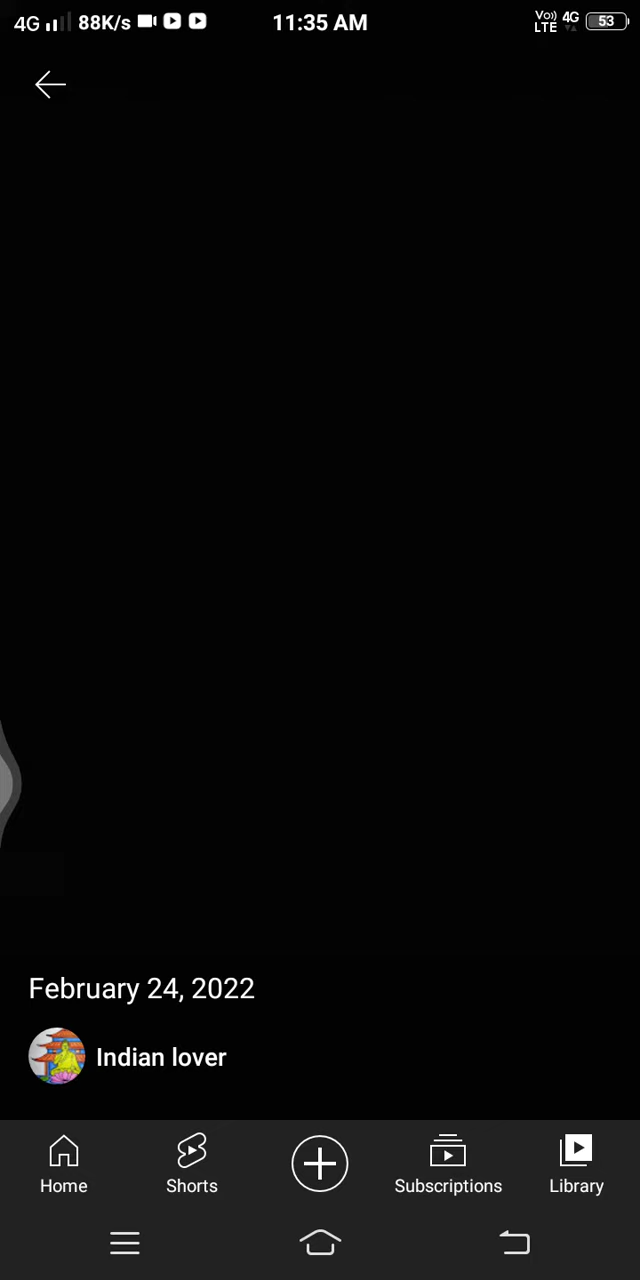 4G 88K/s 11:35 AM Vo)) LTE 4G 53
February 24, 2022
Indian lover
Home Shorts Subscriptions Library